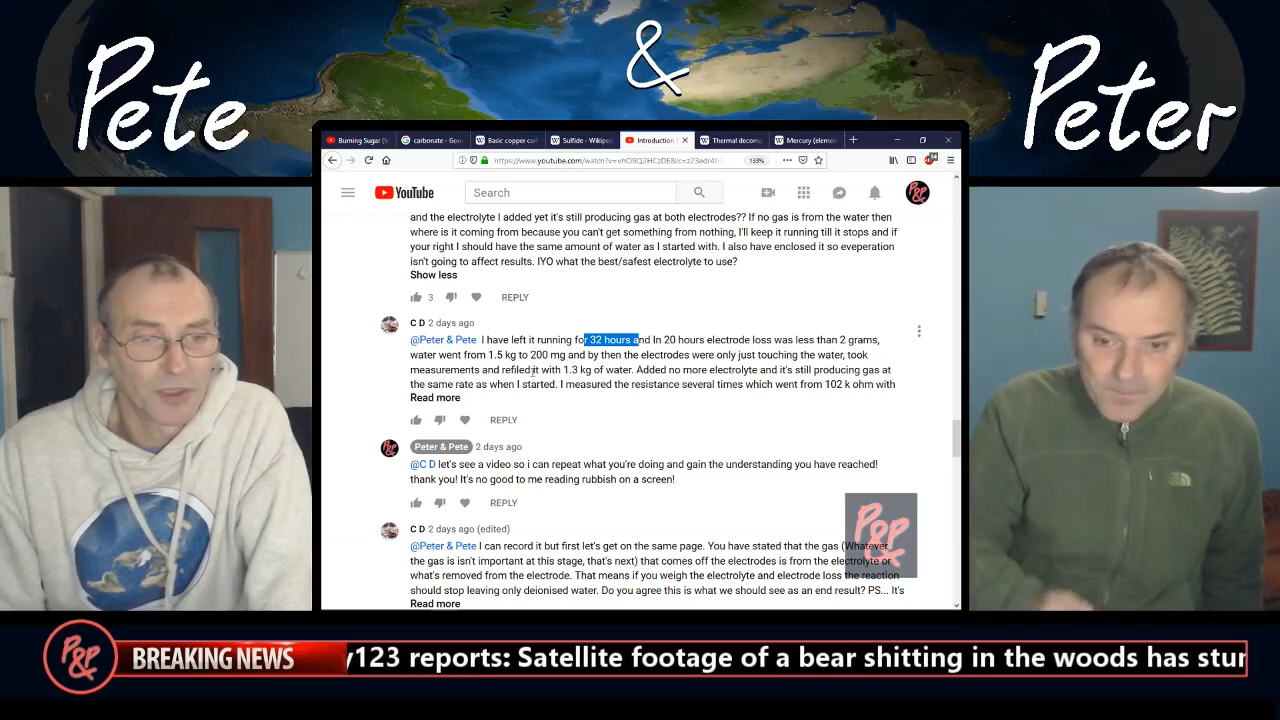 Pete
&
Peter
Burning Sugar (
carbonate - Goo
Basic copper car
Sulfide - Wikiped
Introduction
Thermal decom
Mercury (elemen
133%
YouTube
Search
and the electrolyte I added yet it's still producing gas at both electrodes?? If no gas is from the water then
where is it coming from because you can't get something from nothing, I'll keep it running till it stops and if
your right I should have the same amount of water as I started with. I also have enclosed it so eveperation
isn't going to affect results. IYO what the best/safest electrolyte to use?
Show less
3 REPLY
C D 2 days ago
@Peter & Pete I have left it running for 32 hours and In 20 hours electrode loss was less than 2 grams,
water went from 1.5 kg to 200 mg and by then the electrodes were only just touching the water, took
measurements and refilled it with 1.3 kg of water. Added no more electrolyte and it's still producing gas at
the same rate as when I started. I measured the resistance several times which went from 102 k ohm with
Read more
REPLY
Peter & Pete 2 days ago
@C D let's see a video so i can repeat what you're doing and gain the understanding you have reached!
thank you! It's no good to me reading rubbish on a screen!
REPLY
C D 2 days ago (edited)
@Peter & Pete I can record it but first let's get on the same page. You have stated that the gas (Whatever
the gas is isn't important at this stage, that's next) that comes off the electrodes is from the electrolyte or
what's removed from the electrode. That means if you weigh the electrolyte and electrode loss the reaction
should stop leaving only deionised water. Do you agree this is what we should see as an end result? PS... It's
Read more
P&P
P&P
BREAKING NEWS
y123 reports: Satellite footage of a bear shitting in the woods has stun